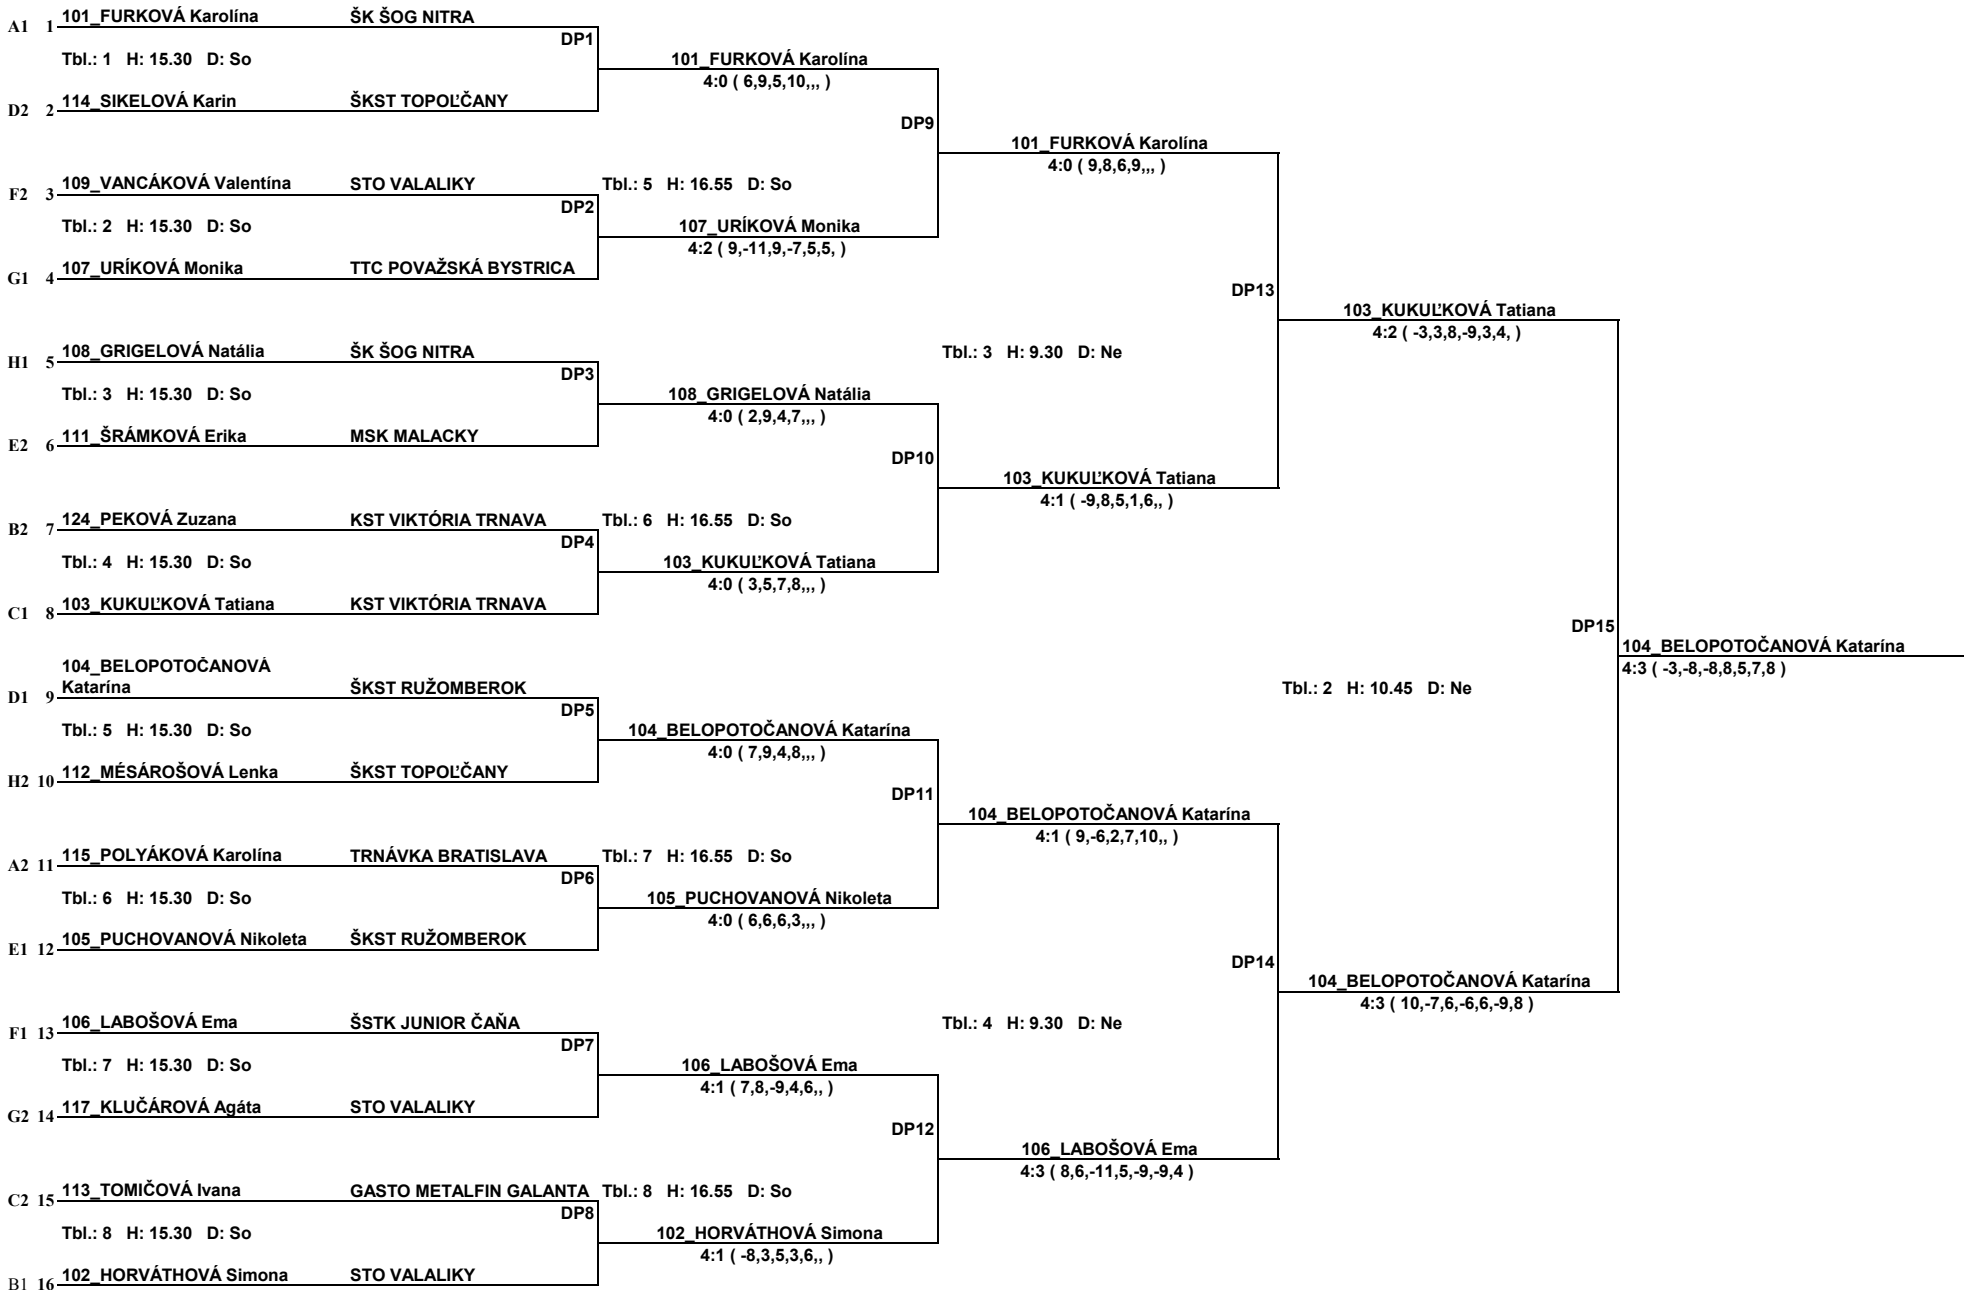 A1 1 101_FURKOVÁ Karolína ŠK ŠOG NITRA
DP1
Tbl.: 1 H: 15.30 D: So
101_FURKOVÁ Karolína
4:0 ( 6,9,5,10,,, )
D2 2 114_SIKELOVÁ Karin ŠKST TOPOĽČANY
DP9
101_FURKOVÁ Karolína
4:0 ( 9,8,6,9,,, )
F2 3 109_VANCÁKOVÁ Valentína STO VALALIKY
Tbl.: 5 H: 16.55 D: So
DP2
Tbl.: 2 H: 15.30 D: So
107_URÍKOVÁ Monika
4:2 ( 9,-11,9,-7,5,5, )
G1 4 107_URÍKOVÁ Monika TTC POVAŽSKÁ BYSTRICA
DP13
103_KUKUĽKOVÁ Tatiana
4:2 ( -3,3,8,-9,3,4, )
H1 5 108_GRIGELOVÁ Natália ŠK ŠOG NITRA
Tbl.: 3 H: 9.30 D: Ne
DP3
Tbl.: 3 H: 15.30 D: So
108_GRIGELOVÁ Natália
4:0 ( 2,9,4,7,,, )
E2 6 111_ŠRÁMKOVÁ Erika MSK MALACKY
DP10
103_KUKUĽKOVÁ Tatiana
4:1 ( -9,8,5,1,6,, )
B2 7 124_PEKOVÁ Zuzana KST VIKTÓRIA TRNAVA
Tbl.: 6 H: 16.55 D: So
DP4
Tbl.: 4 H: 15.30 D: So
103_KUKUĽKOVÁ Tatiana
4:0 ( 3,5,7,8,,, )
C1 8 103_KUKUĽKOVÁ Tatiana KST VIKTÓRIA TRNAVA
DP15
104_BELOPOTOČANOVÁ Katarína
4:3 ( -3,-8,-8,8,5,7,8 )
104_BELOPOTOČANOVÁ
D1 9 Katarína ŠKST RUŽOMBEROK
Tbl.: 2 H: 10.45 D: Ne
DP5
Tbl.: 5 H: 15.30 D: So
104_BELOPOTOČANOVÁ Katarína
4:0 ( 7,9,4,8,,, )
H2 10 112_MÉSÁROŠOVÁ Lenka ŠKST TOPOĽČANY
DP11
104_BELOPOTOČANOVÁ Katarína
4:1 ( 9,-6,2,7,10,, )
A2 11 115_POLYÁKOVÁ Karolína TRNÁVKA BRATISLAVA
Tbl.: 7 H: 16.55 D: So
DP6
Tbl.: 6 H: 15.30 D: So
105_PUCHOVANOVÁ Nikoleta
4:0 ( 6,6,6,3,,, )
E1 12 105_PUCHOVANOVÁ Nikoleta ŠKST RUŽOMBEROK
DP14
104_BELOPOTOČANOVÁ Katarína
4:3 ( 10,-7,6,-6,6,-9,8 )
F1 13 106_LABOŠOVÁ Ema ŠSTK JUNIOR ČAŇA
Tbl.: 4 H: 9.30 D: Ne
DP7
Tbl.: 7 H: 15.30 D: So
106_LABOŠOVÁ Ema
4:1 ( 7,8,-9,4,6,, )
G2 14 117_KLUČÁROVÁ Agáta STO VALALIKY
DP12
106_LABOŠOVÁ Ema
4:3 ( 8,6,-11,5,-9,-9,4 )
C2 15 113_TOMIČOVÁ Ivana GASTO METALFIN GALANTA
Tbl.: 8 H: 16.55 D: So
DP8
Tbl.: 8 H: 15.30 D: So
102_HORVÁTHOVÁ Simona
4:1 ( -8,3,5,3,6,, )
B1 16 102_HORVÁTHOVÁ Simona STO VALALIKY